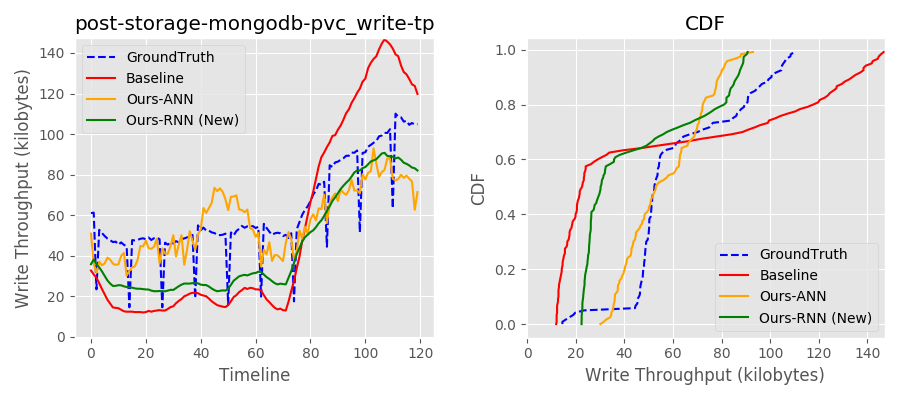 post-storage-mongodb-pvc_write-tp
Write Throughput (kilobytes)
140
120
100
80
60
40
20
0
GroundTruth
Baseline
Ours-ANN
Ours-RNN (New)
0 20 40 60 80 100 120
Timeline
CDF
CDF
1.0
0.8
0.6
0.4
0.2
0.0
GroundTruth
Baseline
Ours-ANN
Ours-RNN (New)
0 20 40 60 80 100 120 140
Write Throughput (kilobytes)